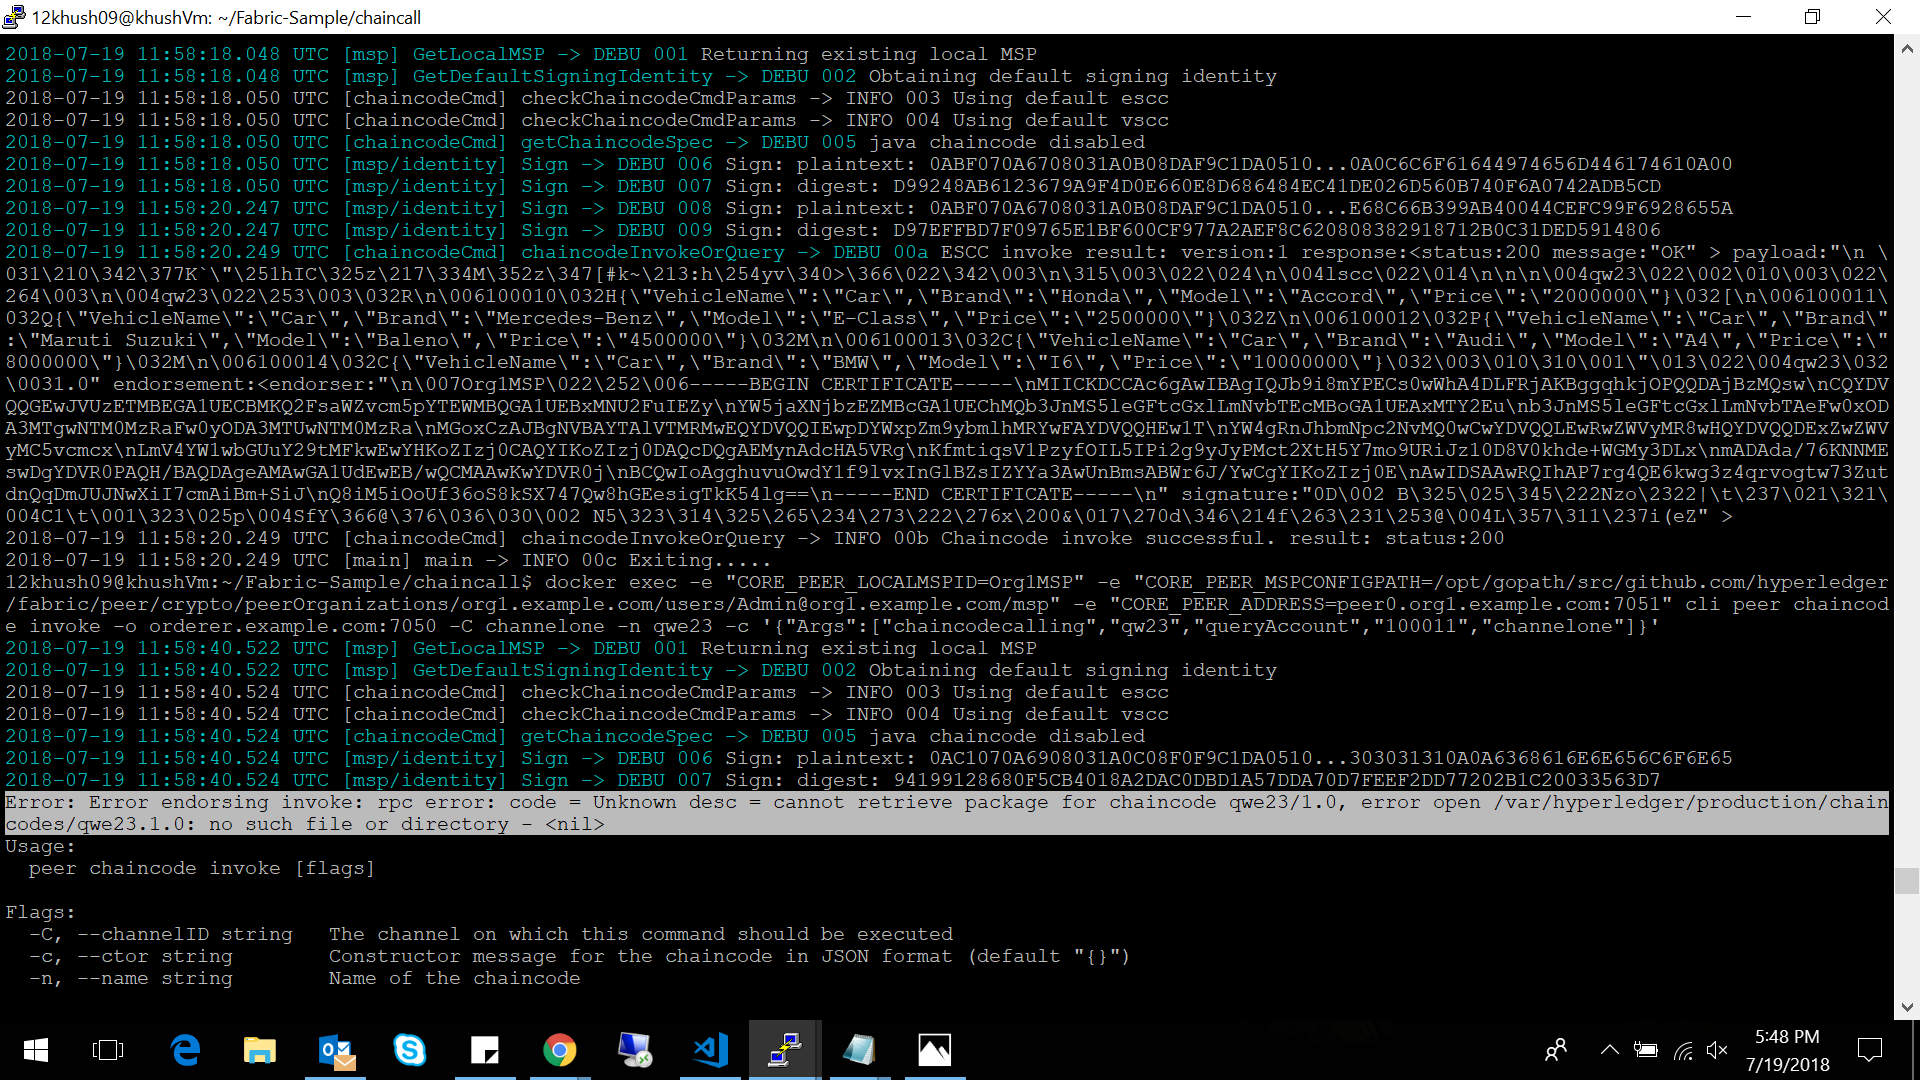 12khush09@khushVm: ~/Fabric-Sample/chaincall
2018-07-19 11:58:18.048 UTC [msp] GetLocalMSP -> DEBU 001 Returning existing local MSP
2018-07-19 11:58:18.048 UTC [msp] GetDefaultSigningIdentity -> DEBU 002 Obtaining default signing identity
2018-07-19 11:58:18.050 UTC [chaincodeCmd] checkChaincodeCmdParams -> INFO 003 Using default escc
2018-07-19 11:58:18.050 UTC [chaincodeCmd] checkChaincodeCmdParams -> INFO 004 Using default vscc
2018-07-19 11:58:18.050 UTC [chaincodeCmd] getChaincodeSpec -> DEBU 005 java chaincode disabled
2018-07-19 11:58:18.050 UTC [msp/identity] Sign -> DEBU 006 Sign: plaintext: 0ABF070A6708031A0B08DAF9C1DA0510...0A0C6C6F61644974656D446174610A00
2018-07-19 11:58:18.050 UTC [msp/identity] Sign -> DEBU 007 Sign: digest: D99248AB6123679A9F4D0E660E8D686484EC41DE026D560B740F6A0742ADB5CD
2018-07-19 11:58:20.247 UTC [msp/identity] Sign -> DEBU 008 Sign: plaintext: 0ABF070A6708031A0B08DAF9C1DA0510...E68C66B399AB40044CEFC99F6928655A
2018-07-19 11:58:20.247 UTC [msp/identity] Sign -> DEBU 009 Sign: digest: D97EFFBD7F09765E1BF600CF977A2AEF8C620808382918712B0C31DED5914806
2018-07-19 11:58:20.249 UTC [chaincodeCmd] chaincodeInvokeOrQuery -> DEBU 00a ESCC invoke result: version:1 response:<status:200 message:"OK" > payload:"\n \
031\210\342\377K`\"\251hIC\325z\217\334M\352z\347[#k~\213:h\254yv\340>\366\022\342\003\n\315\003\022\024\n\004lscc\022\014\n\n\n\004qw23\022\002\010\003\022\
264\003\n\004qw23\022\253\003\032R\n\006100010\032H{\"VehicleName\":\"Car\",\"Brand\":\"Honda\",\"Model\":\"Accord\",\"Price\":\"2000000\"}\032[\n\006100011\
032Q{\"VehicleName\":\"Car\",\"Brand\":\"Mercedes-Benz\",\"Model\":\"E-Class\",\"Price\":\"2500000\"}\032Z\n\006100012\032P{\"VehicleName\":\"Car\",\"Brand\"
:\"Maruti Suzuki\",\"Model\":\"Baleno\",\"Price\":\"4500000\"}\032M\n\006100013\032C{\"VehicleName\":\"Car\",\"Brand\":\"Audi\",\"Model\":\"A4\",\"Price\":\"
8000000\"}\032M\n\006100014\032C{\"VehicleName\":\"Car\",\"Brand\":\"BMW\",\"Model\":\"I6\",\"Price\":\"10000000\"}\032\003\010\310\001\"\013\022\004qw23\032
\0031.0" endorsement:<endorser:"\n\007Org1MSP\022\252\006-----BEGIN CERTIFICATE-----\nMIICKDCCAc6gAwIBAgIQJb9i8mYPECs0wWhA4DLFRjAKBggqhkjOPQQDAjBzMQsw\nCQYDV
QQGEwJVUzETMBEGA1UECBMKQ2FsaWZvcm5pYTEWMBQGA1UEBxMNU2FuIEZy\nYW5jaXNjbzEZMBcGA1UEChMQb3JnMS5leGFtcGxlLmNvbTEcMBoGA1UEAxMTY2Eu\nb3JnMS5leGFtcGxlLmNvbTAeFw0xOD
A3MTgwNTM0MzRaFw0yODA3MTUwNTM0MzRa\nMGoxCzAJBgNVBAYTAlVTMRMwEQYDVQQIEwpDYWxpZm9ybmlhMRYwFAYDVQQHEw1T\nYW4gRnJhbmNpc2NvMQ0wCwYDVQQLEwRwZWVyMR8wHQYDVQQDExZwZWV
yMC5vcmcx\nLmV4YW1wbGUuY29tMFkwEwYHKoZIzj0CAQYIKoZIzj0DAQcDQgAEMynAdcHA5VRg\nKfmtiqsV1PzyfOIL5IPi2g9yJyPMct2XtH5Y7mo9URiJz10D8V0khde+WGMy3DLx\nmADAda/76KNNME
swDgYDVR0PAQH/BAQDAgeAMAwGA1UdEwEB/wQCMAAwKwYDVR0j\nBCQwIoAgghuvuOwdY1f9lvxInGlBZsIZYYa3AwUnBmsABWr6J/YwCgYIKoZIzj0E\nAwIDSAAwRQIhAP7rg4QE6kwg3z4qrvogtw73Zut
dnQqDmJUJNwXiI7cmAiBm+SiJ\nQ8iM5iOoUf36oS8kSX747Qw8hGEesigTkK54lg==\n-----END CERTIFICATE-----\n" signature:"0D\002 B\325\025\345\222Nzo\2322|\t\237\021\321\
004Cl\t\001\323\025p\004SfY\366@\376\036\030\002 N5\323\314\325\265\234\273\222\276x\200&\017\270d\346\214f\263\231\253@\004L\357\311\237i(eZ" >
2018-07-19 11:58:20.249 UTC [chaincodeCmd] chaincodeInvokeOrQuery -> INFO 00b Chaincode invoke successful. result: status:200
2018-07-19 11:58:20.249 UTC [main] main -> INFO 00c Exiting.....
12khush09@khushVm:~/Fabric-Sample/chaincall$ docker exec -e "CORE_PEER_LOCALMSPID=Org1MSP" -e "CORE_PEER_MSPCONFIGPATH=/opt/gopath/src/github.com/hyperledger
/fabric/peer/crypto/peerOrganizations/org1.example.com/users/Admin@org1.example.com/msp" -e "CORE_PEER_ADDRESS=peer0.org1.example.com:7051" cli peer chaincod
e invoke -o orderer.example.com:7050 -C channelone -n qwe23 -c '{"Args":["chaincodecalling","qw23","queryAccount","100011","channelone"]}'
2018-07-19 11:58:40.522 UTC [msp] GetLocalMSP -> DEBU 001 Returning existing local MSP
2018-07-19 11:58:40.522 UTC [msp] GetDefaultSigningIdentity -> DEBU 002 Obtaining default signing identity
2018-07-19 11:58:40.524 UTC [chaincodeCmd] checkChaincodeCmdParams -> INFO 003 Using default escc
2018-07-19 11:58:40.524 UTC [chaincodeCmd] checkChaincodeCmdParams -> INFO 004 Using default vscc
2018-07-19 11:58:40.524 UTC [chaincodeCmd] getChaincodeSpec -> DEBU 005 java chaincode disabled
2018-07-19 11:58:40.524 UTC [msp/identity] Sign -> DEBU 006 Sign: plaintext: 0AC1070A6908031A0C08F0F9C1DA0510...303031310A0A6368616E6E656C6F6E65
2018-07-19 11:58:40.524 UTC [msp/identity] Sign -> DEBU 007 Sign: digest: 94199128680F5CB4018A2DAC0DBD1A57DDA70D7FEEF2DD77202B1C20033563D7
Error: Error endorsing invoke: rpc error: code = Unknown desc = cannot retrieve package for chaincode qwe23/1.0, error open /var/hyperledger/production/chain
codes/qwe23.1.0: no such file or directory - <nil>
Usage:
peer chaincode invoke [flags]
Flags:
-C, --channelID string The channel on which this command should be executed
-c, --ctor string Constructor message for the chaincode in JSON format (default "{}")
-n, --name string Name of the chaincode
5:48 PM
7/19/2018